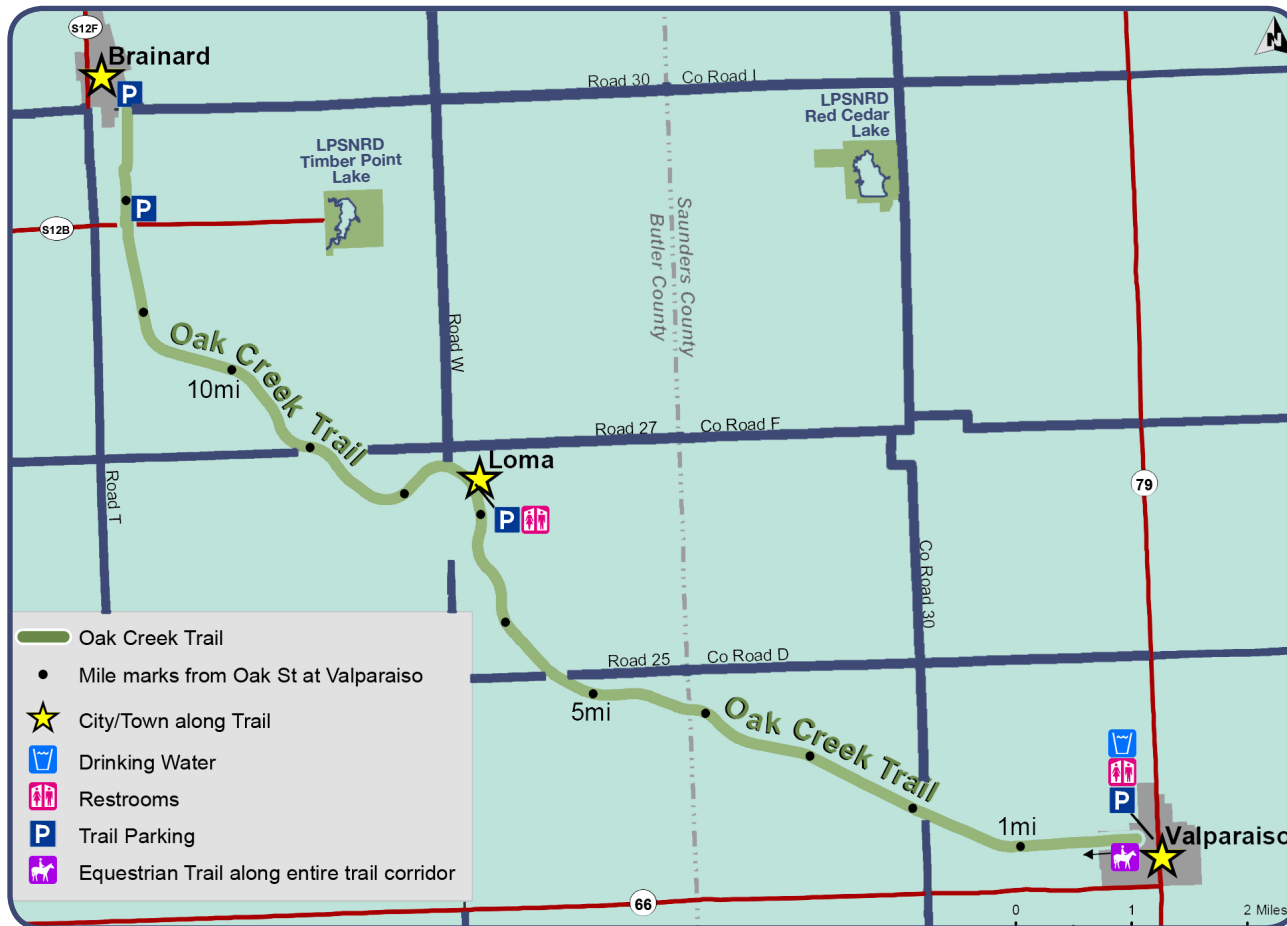 S12F
Brainard
N
P
Road 30
Co Road I
LPSNRD
Timber Point
Lake
LPSNRD
Red Cedar
Lake
P
S12B
Saunders County
Butler County
Oak Creek Trail
10mi
Road W
Road 27
Co Road F
Loma
P
Road T
79
Co Road 30
Road 25
Co Road D
5mi
Oak Creek Trail
1mi
P
Valparaiso
66
0
1
2 Miles
Oak Creek Trail
Mile marks from Oak St at Valparaiso
City/Town along Trail
Drinking Water
Restrooms
P
Trail Parking
Equestrian Trail along entire trail corridor